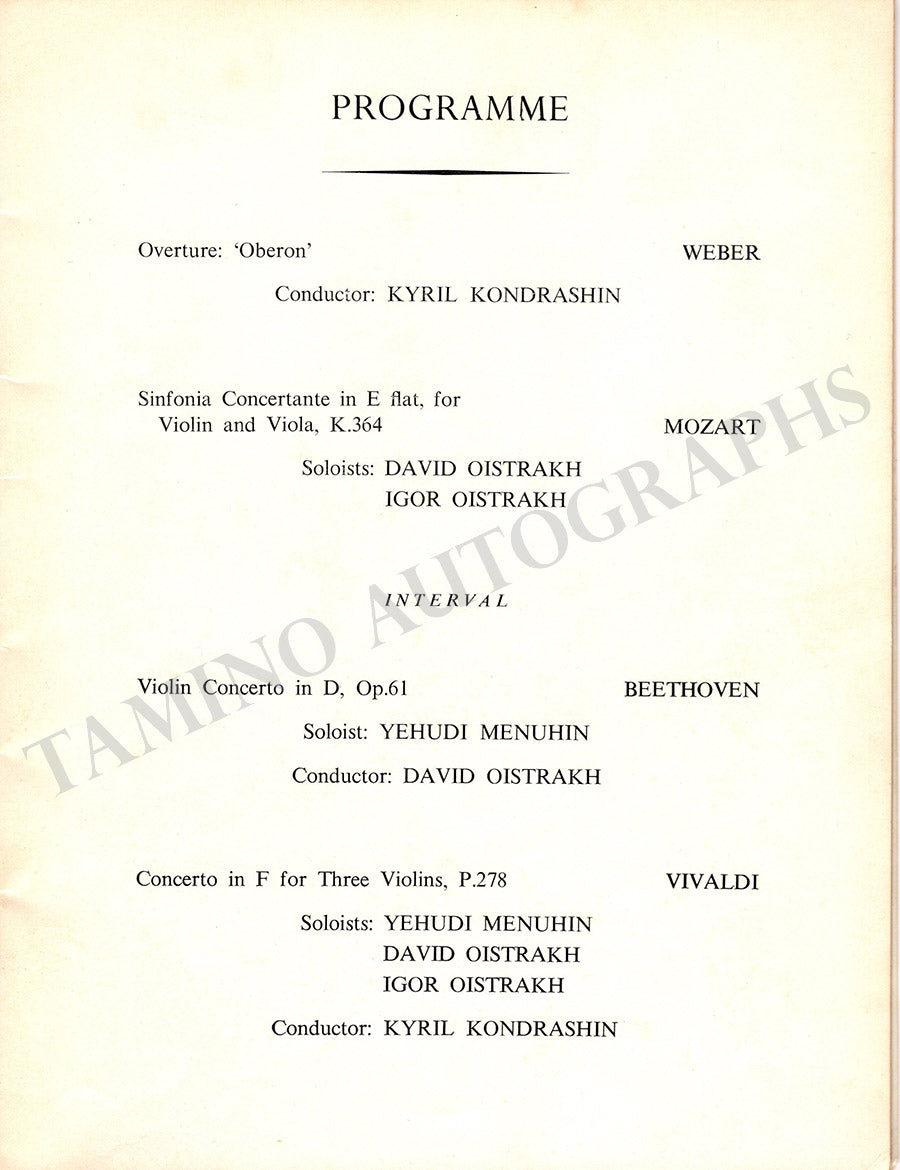 PROGRAMME
Overture: ‘Oberon’ WEBER
Conductor: KYRIL KONDRASHIN
Sinfonia Concertante in E flat, for
Violin and Viola, K.364 MOZART
Soloists: DAVID OISTRAKH
IGOR OISTRAKH
INTERVAL
Violin Concerto in D, Op.61 BEETHOVEN
Soloist: YEHUDI MENUHIN
Conductor: DAVID OISTRAKH
Concerto in F for Three Violins, P.278 VIVALDI
Soloists: YEHUDI MENUHIN
DAVID OISTRAKH
IGOR OISTRAKH
Conductor: KYRIL KONDRASHIN
TAMINO AUTOGRAPHS